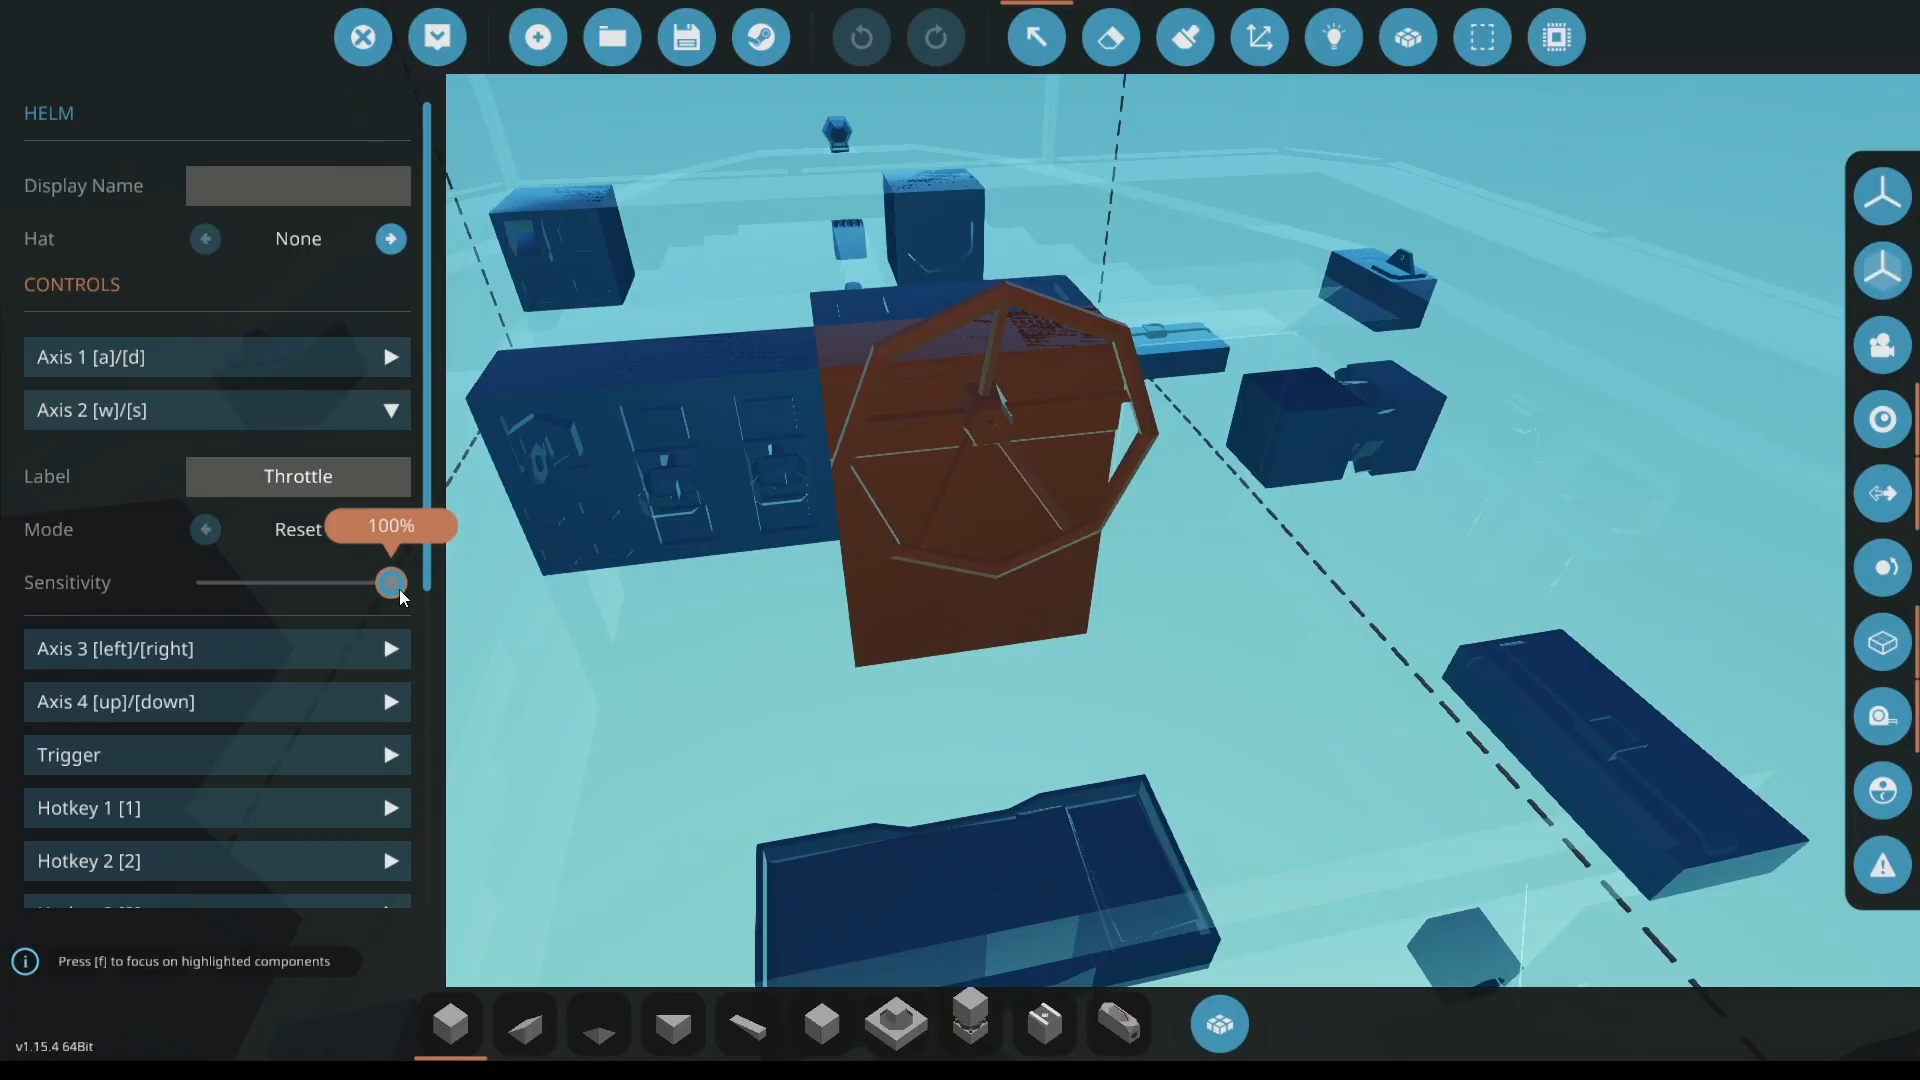 HELM
Display Name
Hat None
CONTROLS
Axis 1 [a]/[d]
Axis 2 [w]/[s]
Label Throttle
100%
Mode Reset
Sensitivity
Axis 3 [left]/[right]
Axis 4 [up]/[down]
Trigger
Hotkey 1 [1]
Hotkey 2 [2]
Press [f] to focus on highlighted components
v1.15.4 64Bit